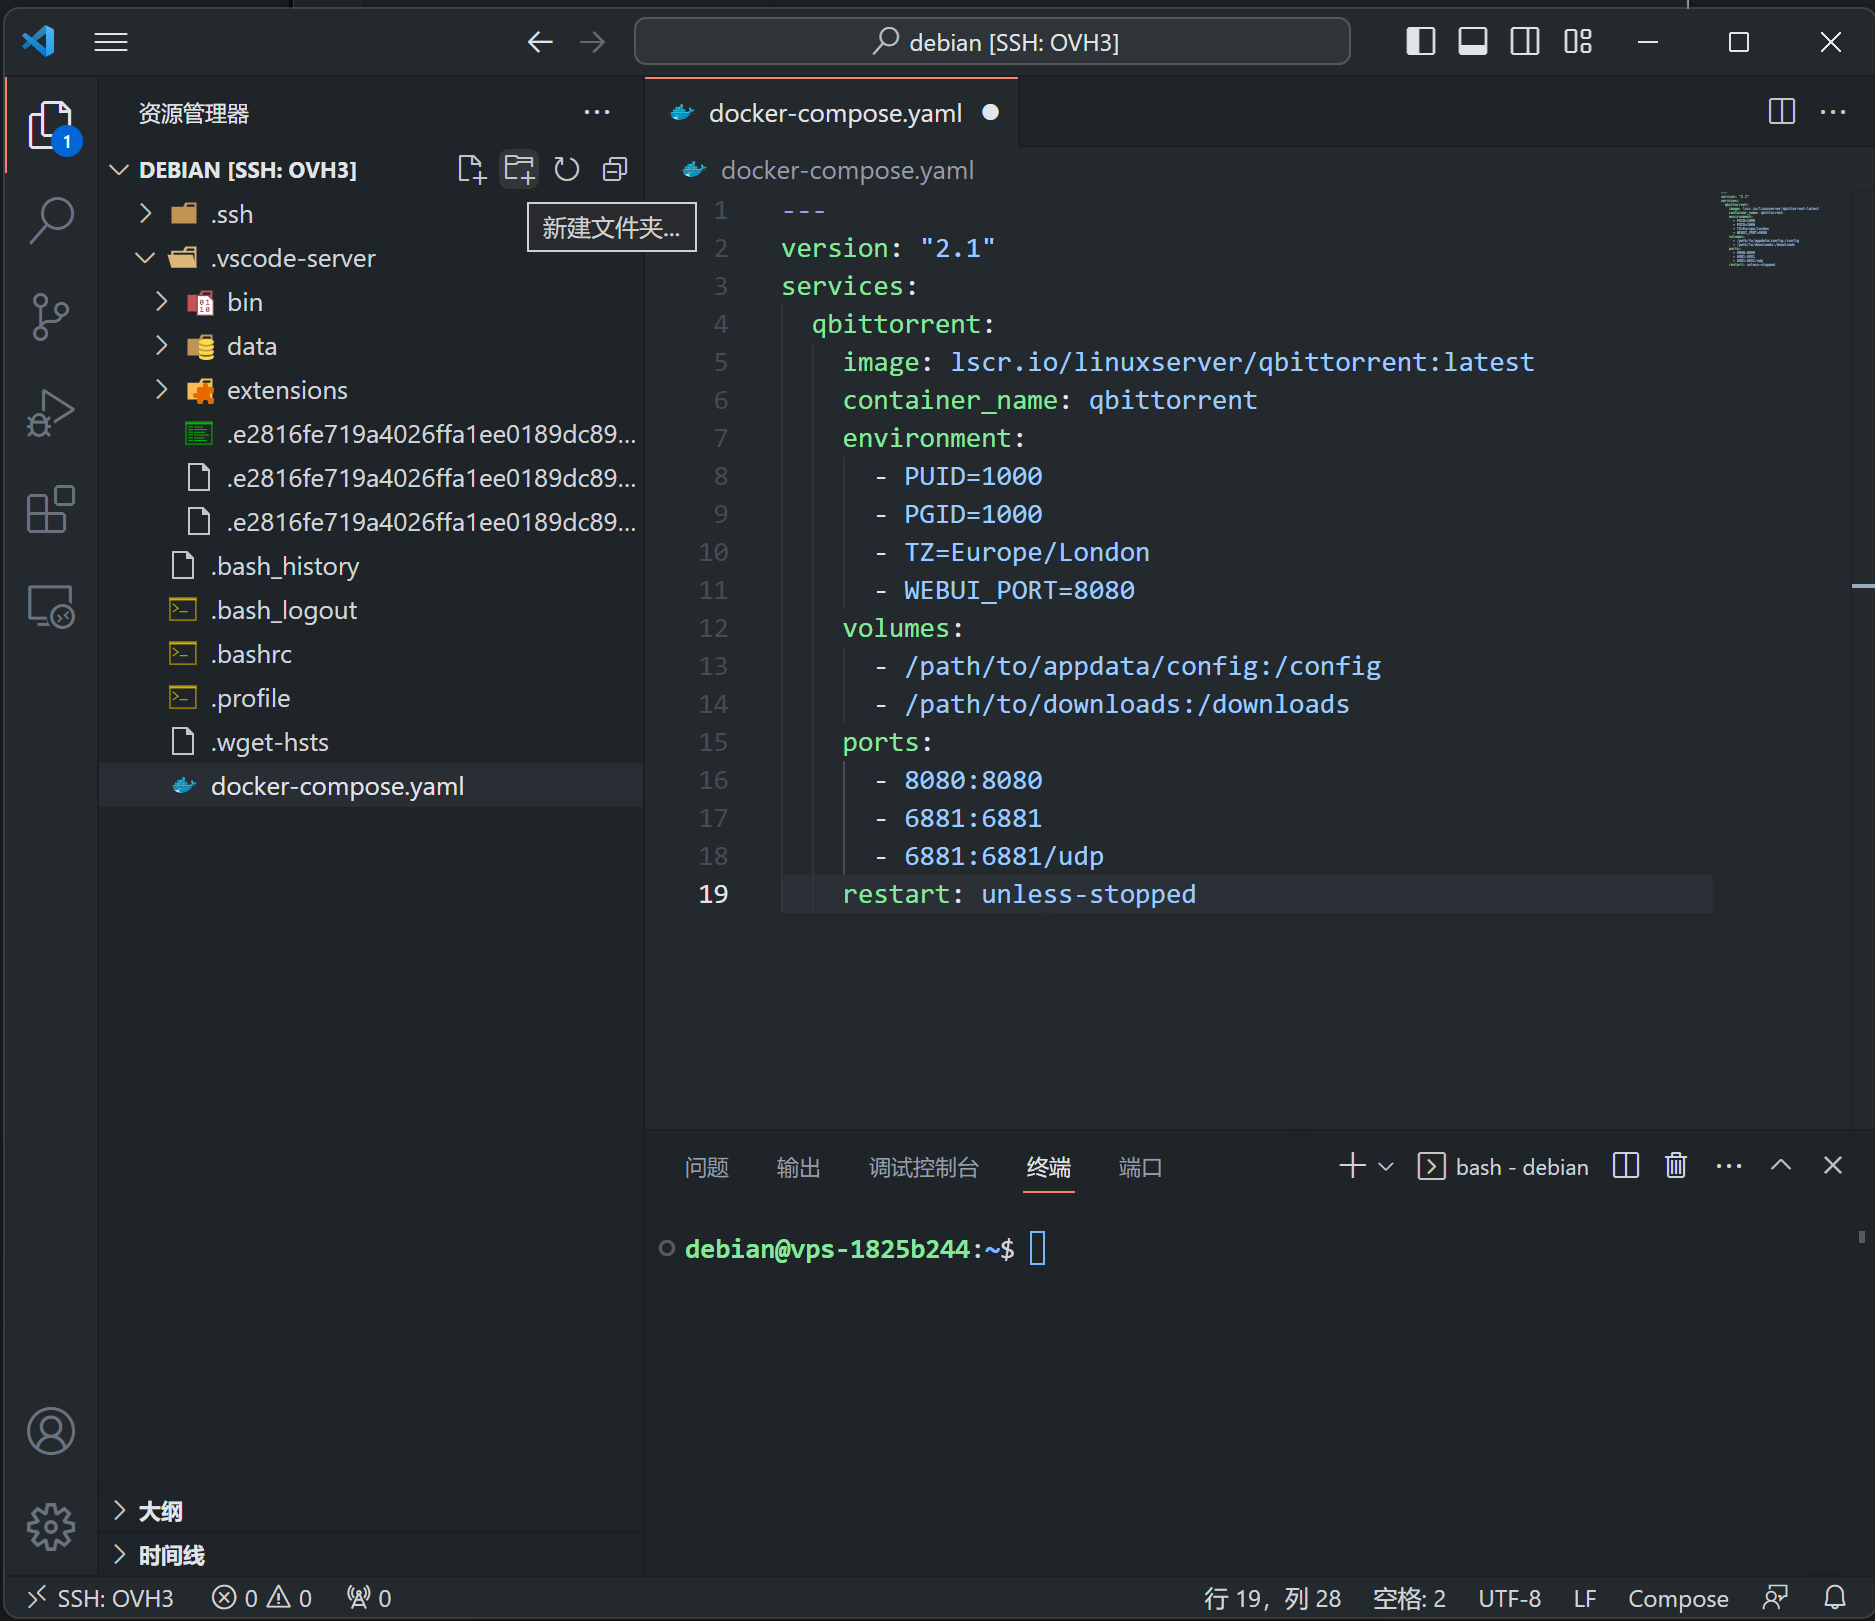 debian [SSH: OVH3]
资源管理器
docker-compose.yaml
1
DEBIAN [SSH: OVH3]
docker-compose.yaml
新建文件夹...
.ssh
.vscode-server
bin
data
extensions
.e2816fe719a4026ffa1ee0189dc89...
.e2816fe719a4026ffa1ee0189dc89...
.e2816fe719a4026ffa1ee0189dc89...
.bash_history
.bash_logout
.bashrc
.profile
.wget-hsts
docker-compose.yaml
大纲
时间线
1 ---
2 version: "2.1"
3 services:
4 qbittorrent:
5 image: lscr.io/linuxserver/qbittorrent:latest
6 container_name: qbittorrent
7 environment:
8 - PUID=1000
9 - PGID=1000
10 - TZ=Europe/London
11 - WEBUI_PORT=8080
12 volumes:
13 - /path/to/appdata/config:/config
14 - /path/to/downloads:/downloads
15 ports:
16 - 8080:8080
17 - 6881:6881
18 - 6881:6881/udp
19 restart: unless-stopped
问题 输出 调试控制台 终端 端口 bash - debian
debian@vps-1825b244:~$
SSH: OVH3 0 0 0 行 19，列 28 空格: 2 UTF-8 LF Compose